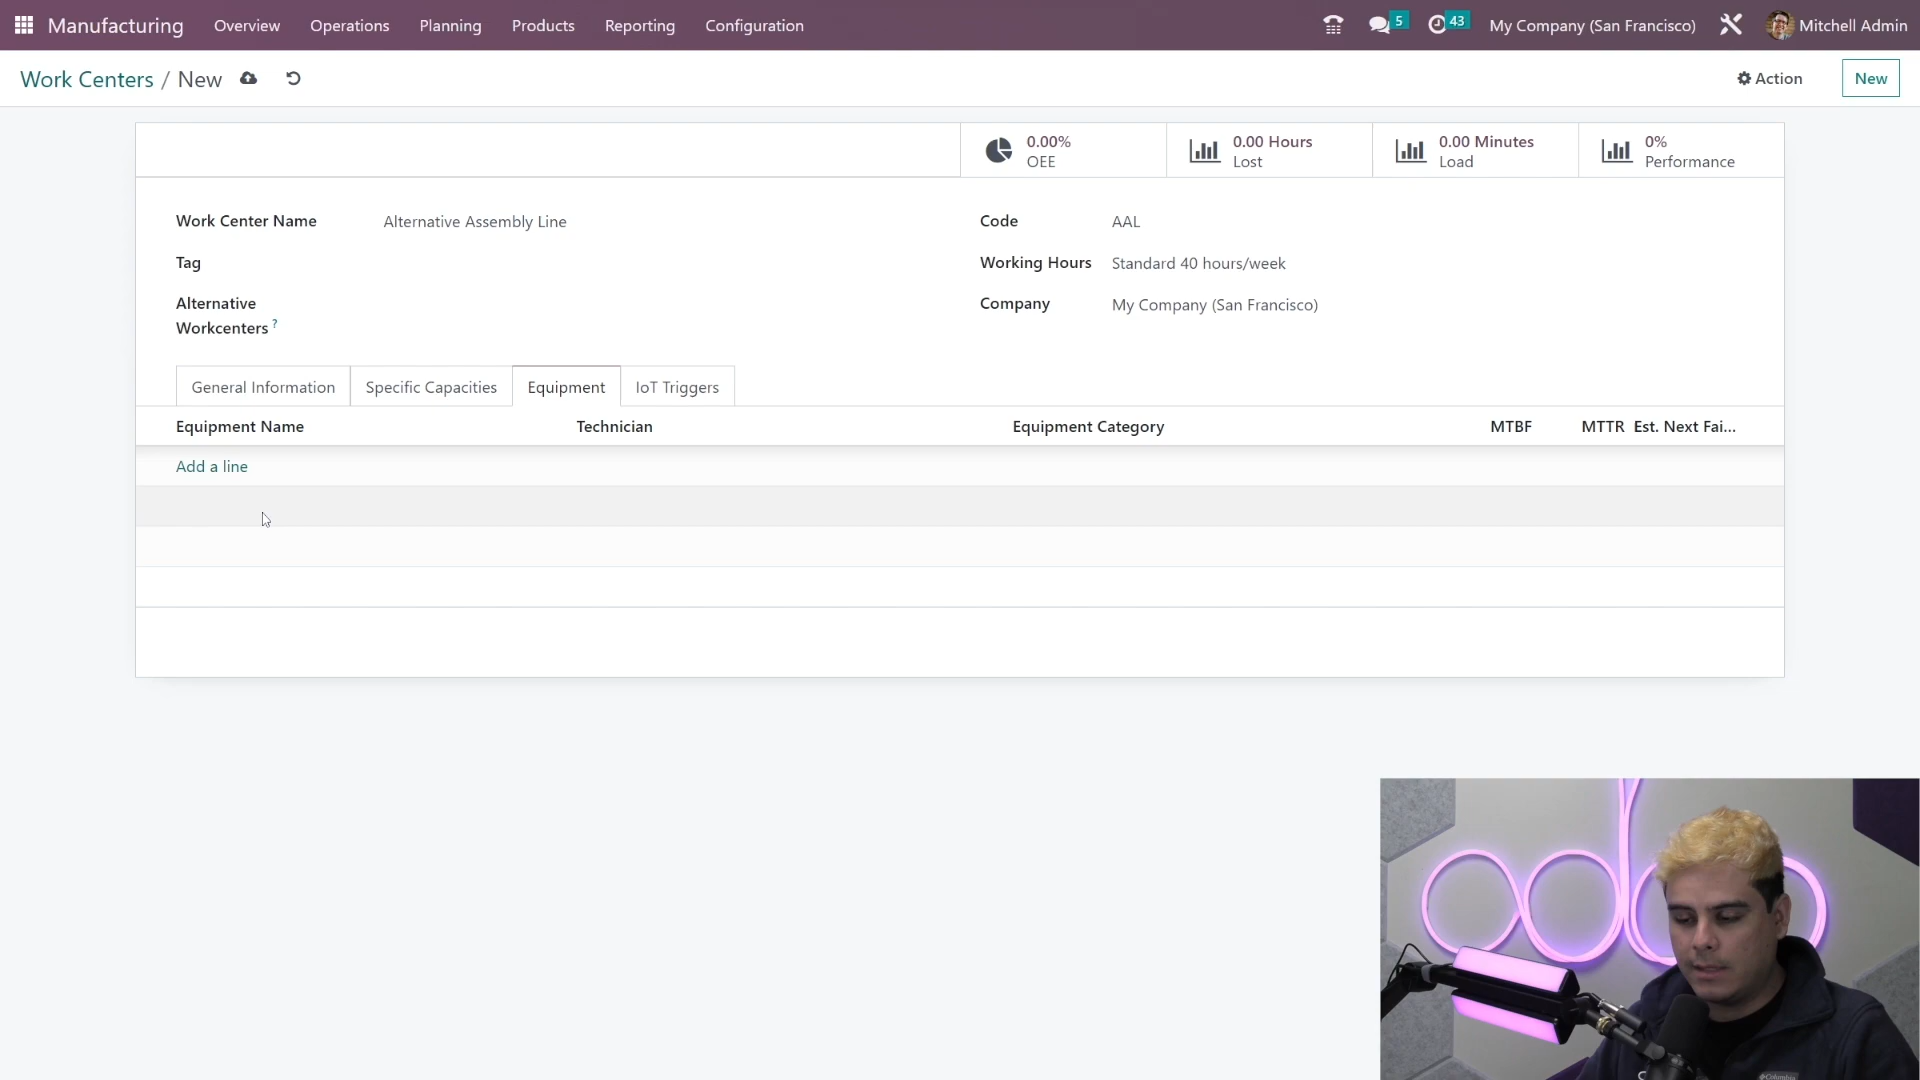 Manufacturing Overview Operations Planning Products Reporting Configuration 5 43 My Company (San Francisco) Mitchell Admin
Work Centers / New Action New
0.00% OEE
0.00 Hours Lost
0.00 Minutes Load
0% Performance
Work Center Name Alternative Assembly Line
Code AAL
Tag
Working Hours Standard 40 hours/week
Alternative
Workcenters ?
Company My Company (San Francisco)
General Information Specific Capacities Equipment IoT Triggers
Equipment Name Technician Equipment Category MTBF MTTR Est. Next Fai...
Add a line
odoo
Columbia